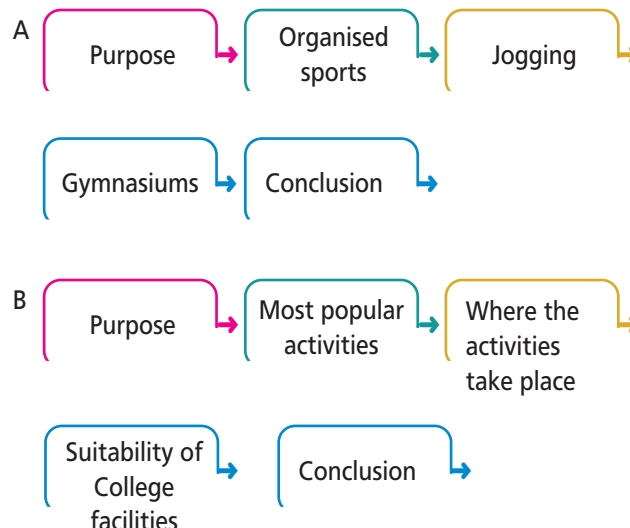 A
Purpose
Organised
sports
Jogging
Gymnasiums
Conclusion
B
Purpose
Most popular
activities
Where the
activities
take place
Suitability of
College
facilities
Conclusion